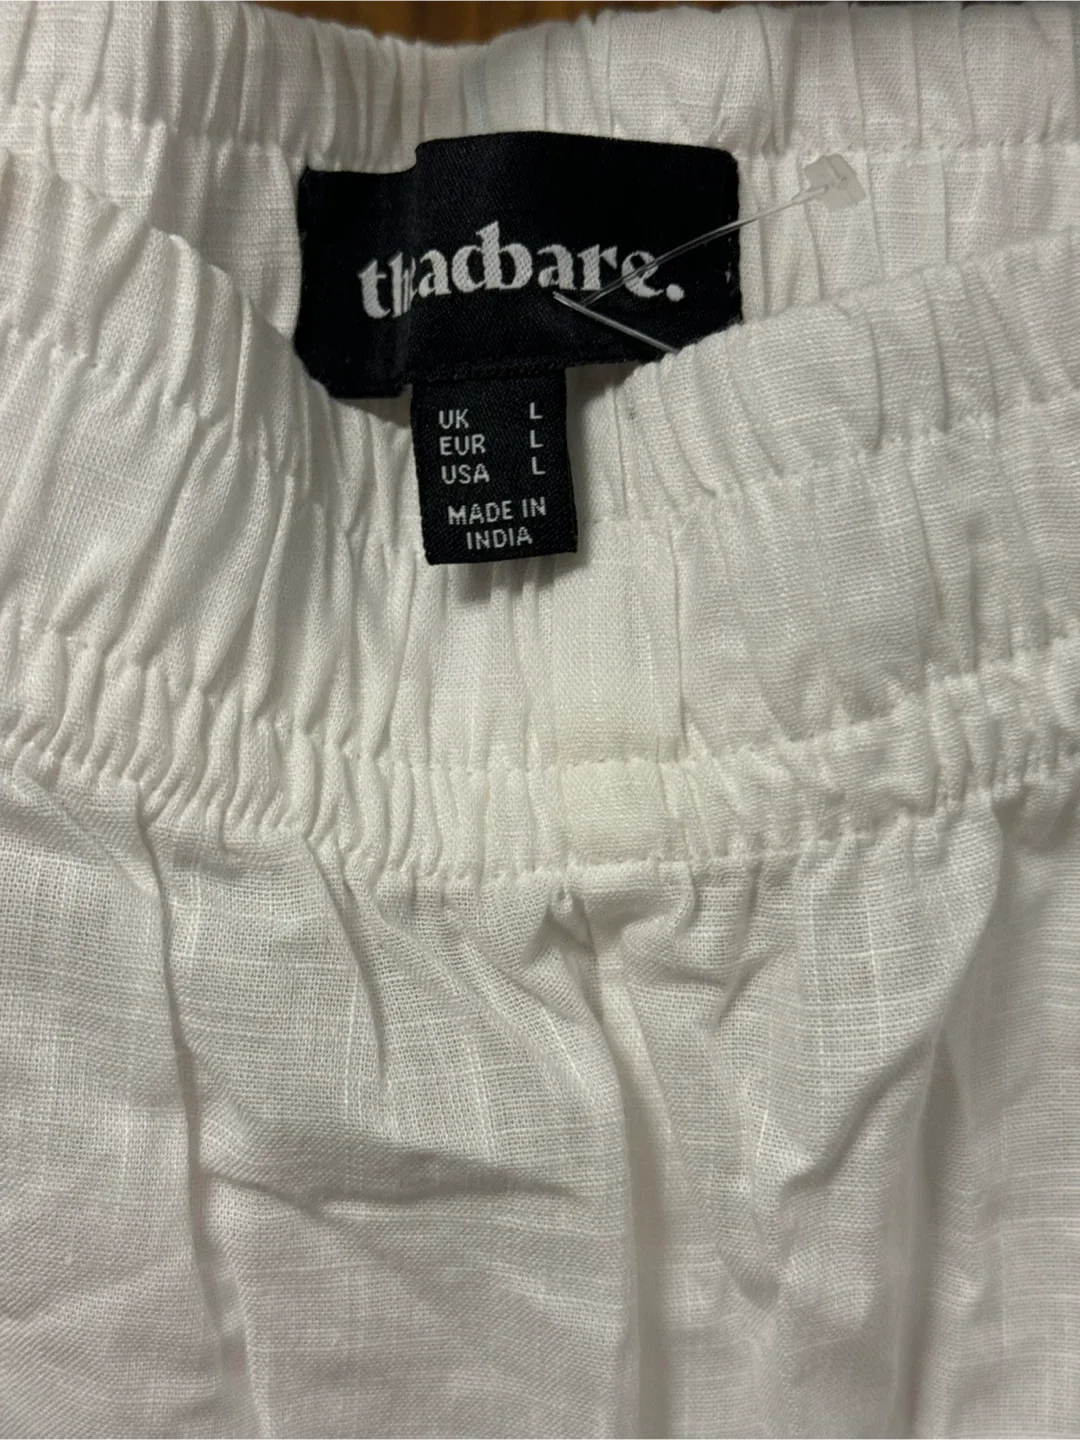 threadbare.
UK L
EUR L
USA L
MADE IN
INDIA